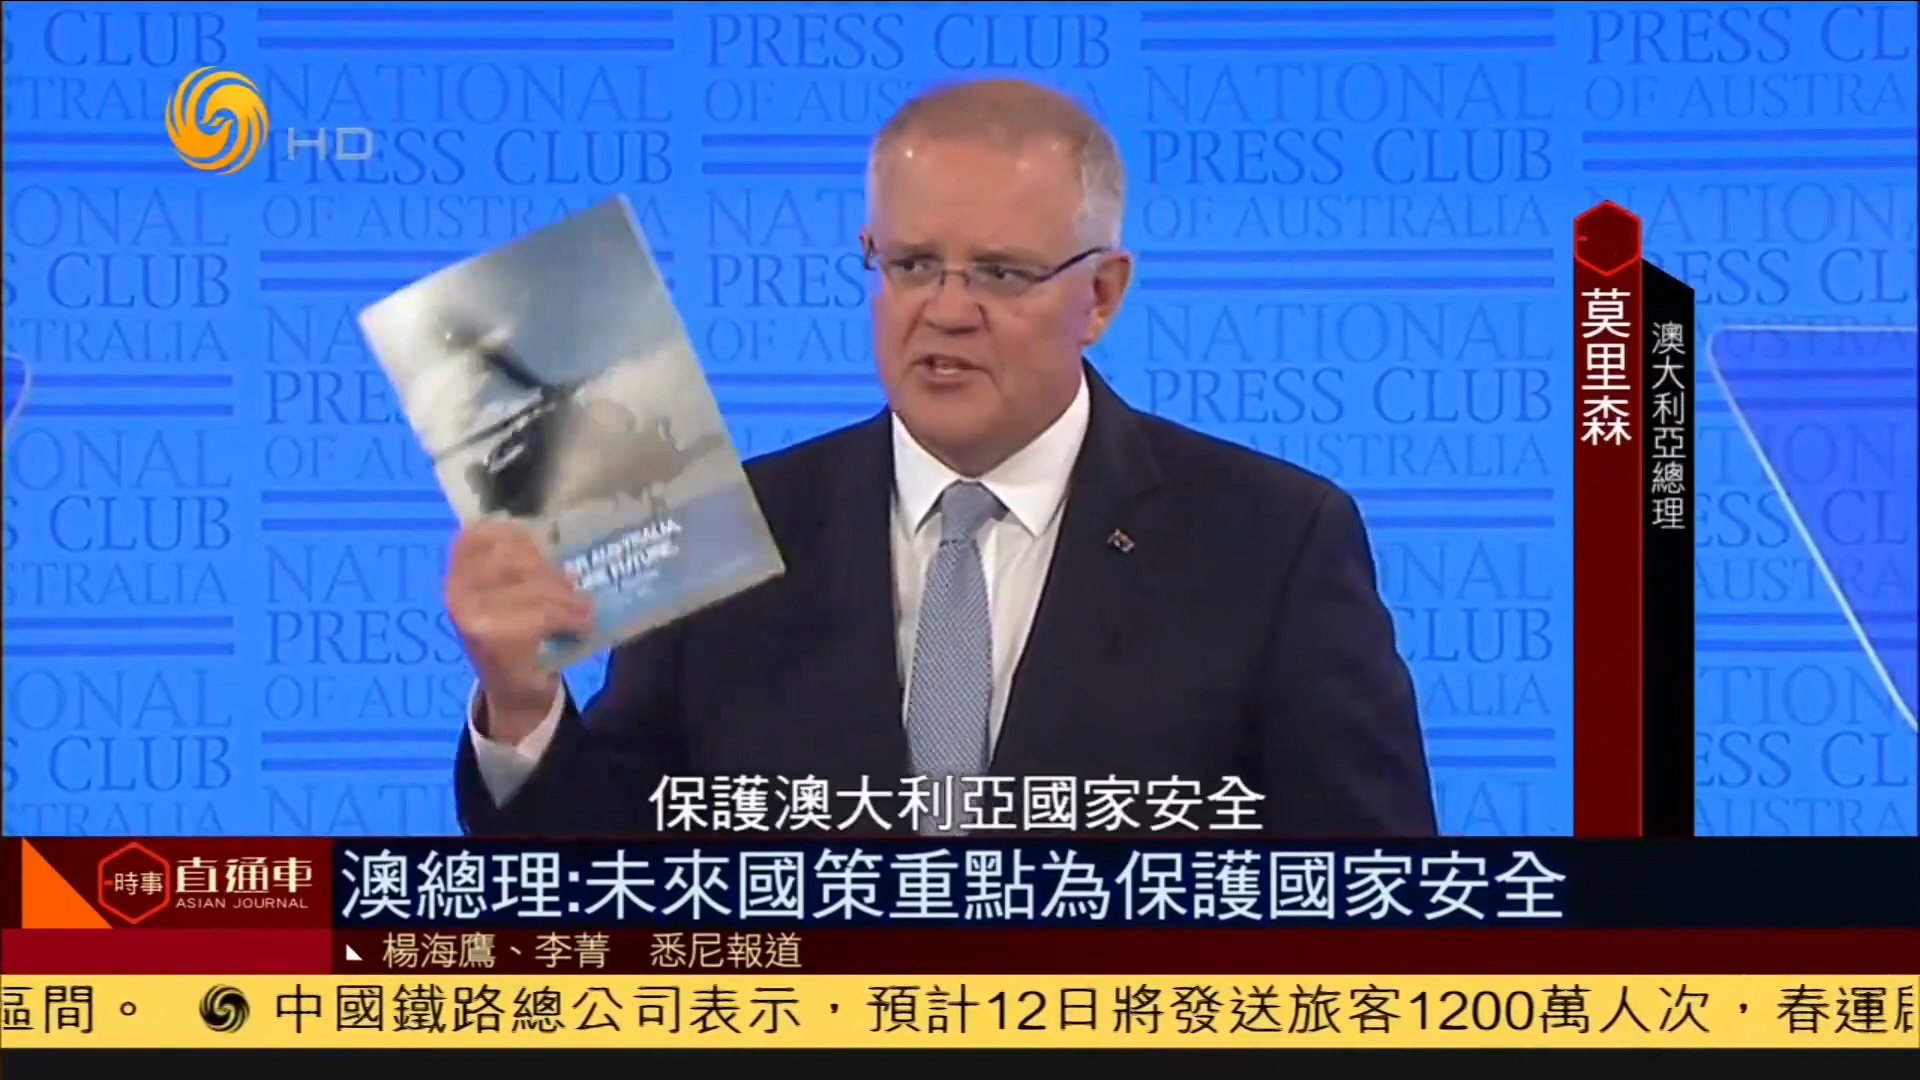 HD
NATIONAL
PRESS CLUB
OF AUSTRALIA
莫里森
澳大利亞總理
AUSTRALIA.
FUTURE.
保護澳大利亞國家安全
時事 直通車
ASIAN JOURNAL
澳總理:未來國策重點為保護國家安全
楊海鷹、李菁 悉尼報道
區間。 中國鐵路總公司表示，預計12日將發送旅客1200萬人次，春運